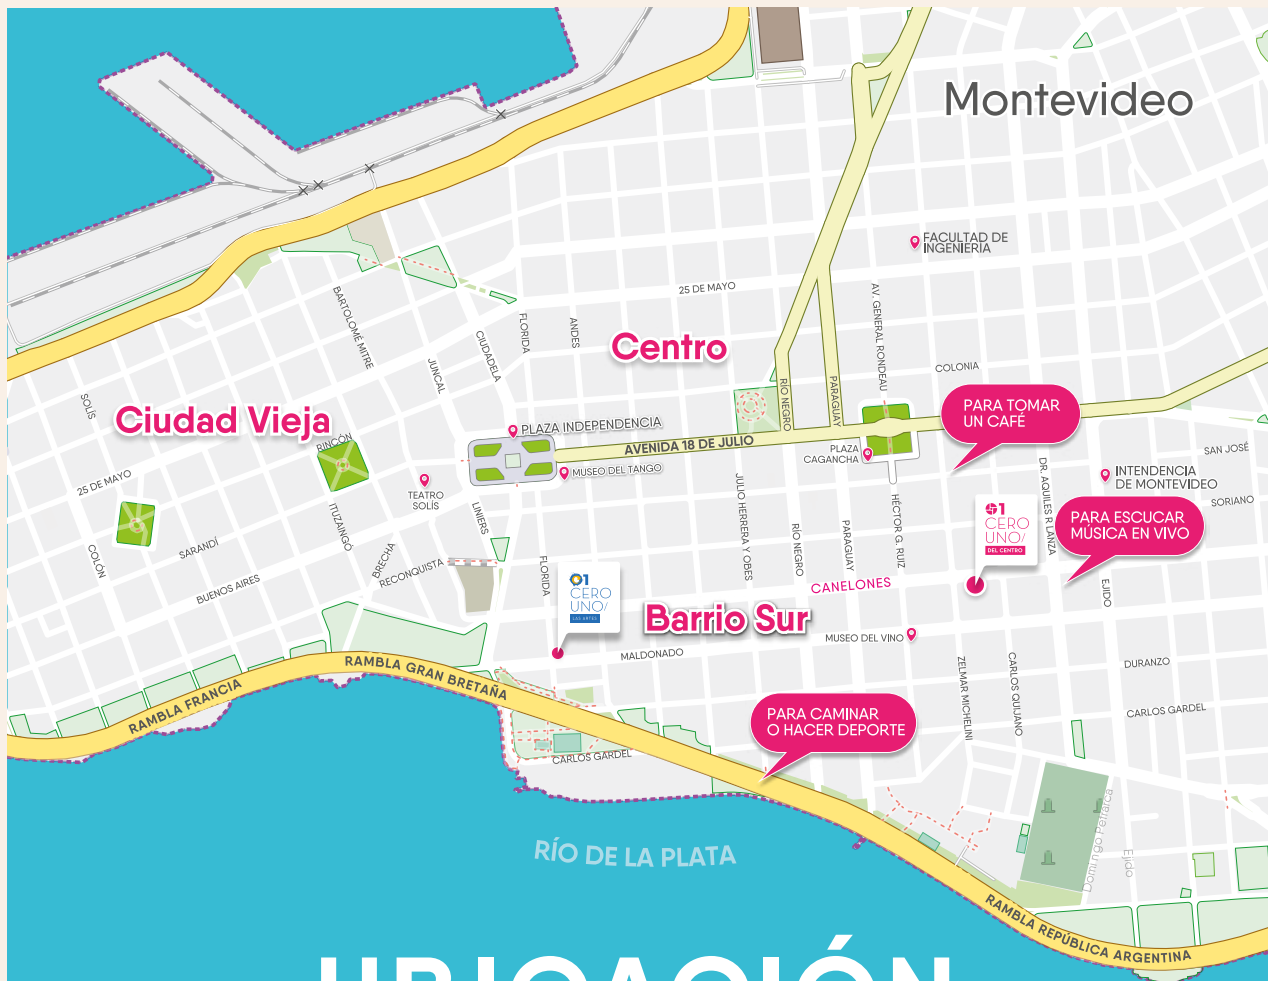 Montevideo
FACULTAD DE
INGENIERÍA
25 DE MAYO
BARTOLOMÉ MITRE
JUNCAL
CIUDADELA
FLORIDA
ANDES
AV. GENERAL RONDEAU
Centro
COLONIA
RÍO NEGRO
PARAGUAY
SOLÍS
Ciudad Vieja
RINCÓN
PLAZA INDEPENDENCIA
AVENIDA 18 DE JULIO
PLAZA
CAGANCHA
PARA TOMAR
UN CAFÉ
SAN JOSÉ
MUSEO DEL TANGO
25 DE MAYO
TEATRO
SOLÍS
INTENDENCIA
DE MONTEVIDEO
SORIANO
DR. AQUILES R LANZA
JULIO HERRERA Y OBES
RÍO NEGRO
PARAGUAY
HÉCTOR G. RUIZ
01
CERO
UNO/
DEL CENTRO
PARA ESCUCAR
MÚSICA EN VIVO
LINIERS
ITUZAINGÓ
SARANDÍ
COLÓN
BRECHA
RECONQUISTA
BUENOS AIRES
FLORIDA
01
CERO
UNO/
LAS ARTES
CANELONES
EJIDO
Barrio Sur
MUSEO DEL VINO
MALDONADO
ZELMAR MICHELINI
CARLOS QUIJANO
DURANZO
CARLOS GARDEL
RAMBLA GRAN BRETAÑA
RAMBLA FRANCIA
PARA CAMINAR
O HACER DEPORTE
CARLOS GARDEL
Domingo Petrarca
Ejido
RÍO DE LA PLATA
RAMBLA REPÚBLICA ARGENTINA
UBICACIÓN